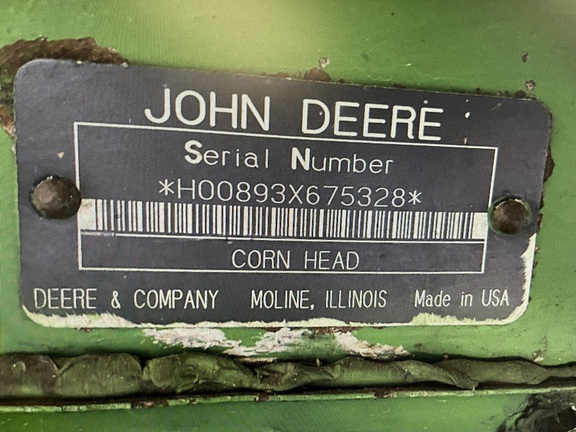 JOHN DEERE
Serial Number
*H00893X675328*
CORN HEAD
DEERE & COMPANY MOLINE, ILLINOIS Made in USA